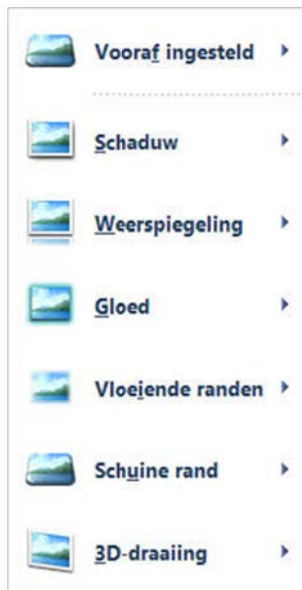 Vooraf ingesteld
Schaduw
Weerspiegeling
Gloed
Vloeiende randen
Schuine rand
3D-draaiing